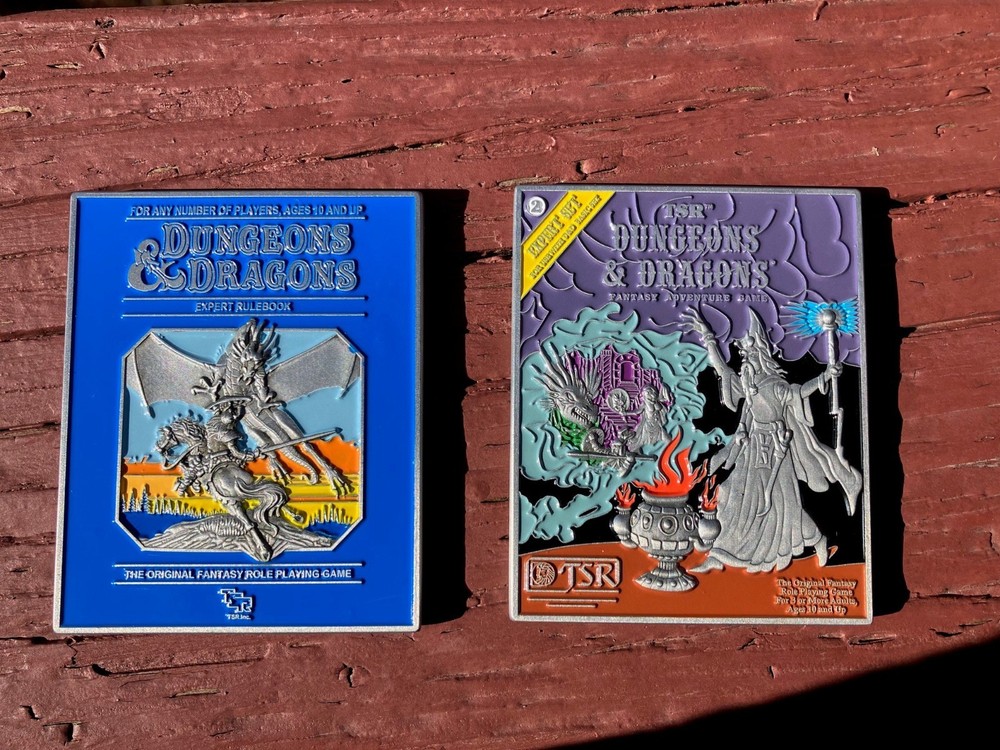 FOR ANY NUMBER OF PLAYERS, AGES 10 AND UP
DUNGEONS
& DRAGONS
EXPERT RULEBOOK
THE ORIGINAL FANTASY ROLE PLAYING GAME
TSR
TSR, Inc.
2
EXPERT SET
TSR™
DUNGEONS
& DRAGONS®
FANTASY ADVENTURE GAME
TSR
The Original Fantasy
Role Playing Game
For 3 or More Adults,
Ages 10 and Up